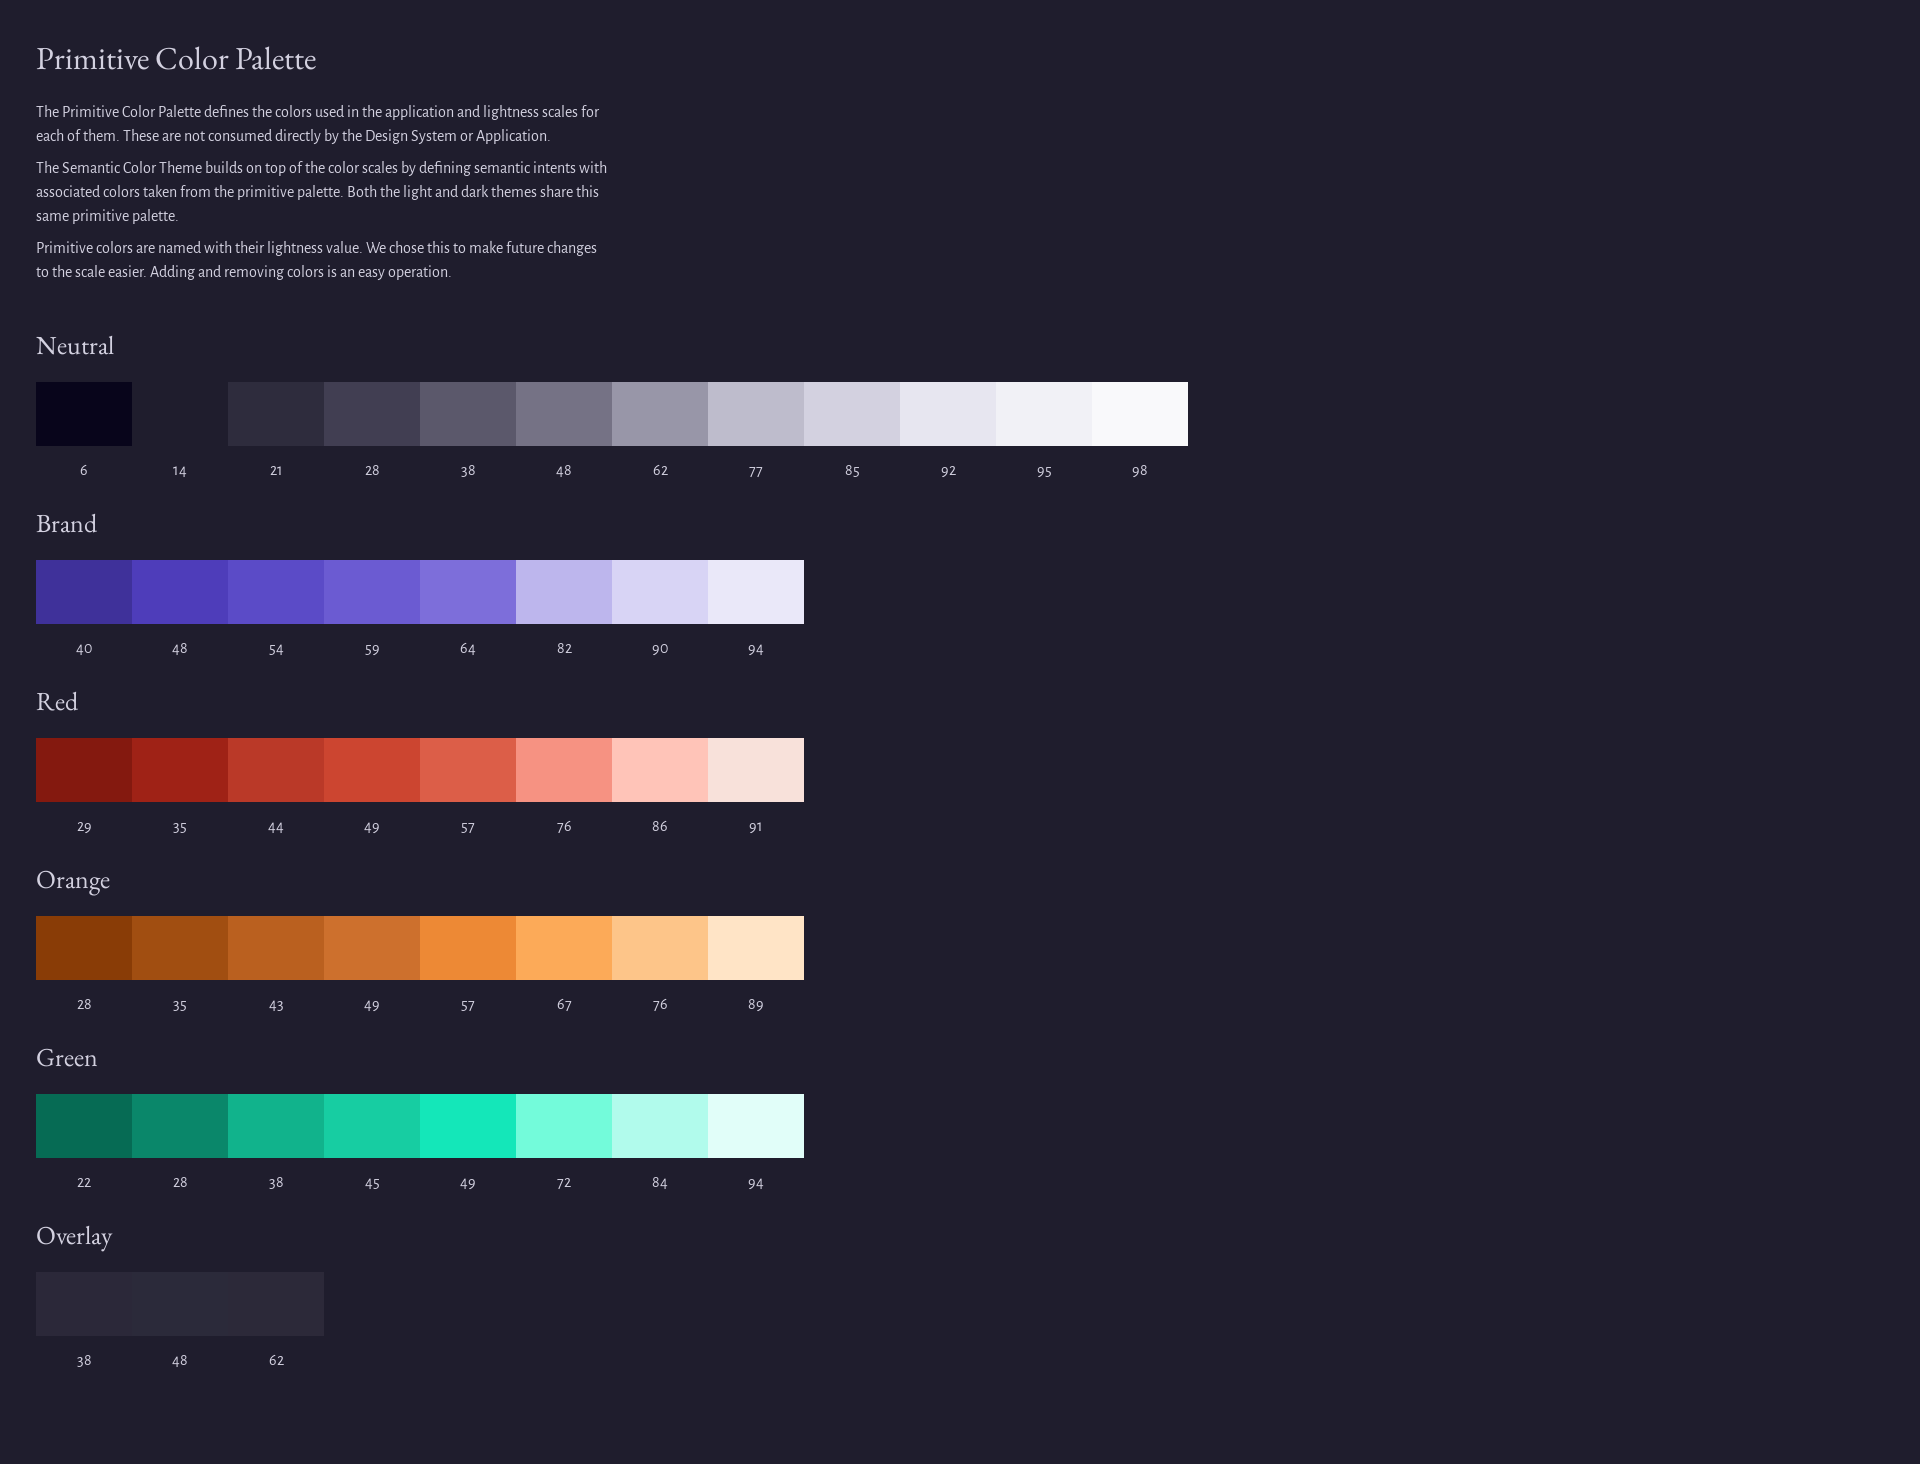 Primitive Color Palette
The Primitive Color Palette defines the colors used in the application and lightness scales for
each of them. These are not consumed directly by the Design System or Application.
The Semantic Color Theme builds on top of the color scales by defining semantic intents with
associated colors taken from the primitive palette. Both the light and dark themes share this
same primitive palette.
Primitive colors are named with their lightness value. We chose this to make future changes
to the scale easier. Adding and removing colors is an easy operation.
Neutral
6 14 21 28 38 48 62 77 85 92 95 98
Brand
40 48 54 59 64 82 90 94
Red
29 35 44 49 57 76 86 91
Orange
28 35 43 49 57 67 76 89
Green
22 28 38 45 49 72 84 94
Overlay
38 48 62